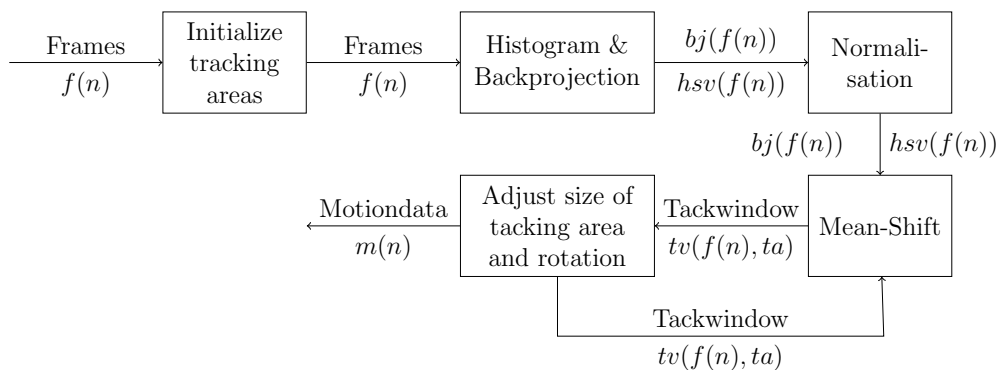 Frames
f(n)
Initialize
tracking
areas
Frames
f(n)
Histogram &
Backprojection
bj(f(n))
hsv(f(n))
Normali-
sation
bj(f(n))
hsv(f(n))
Motiondata
m(n)
Adjust size of
tacking area
and rotation
Tackwindow
tv(f(n), ta)
Mean-Shift
Tackwindow
tv(f(n), ta)